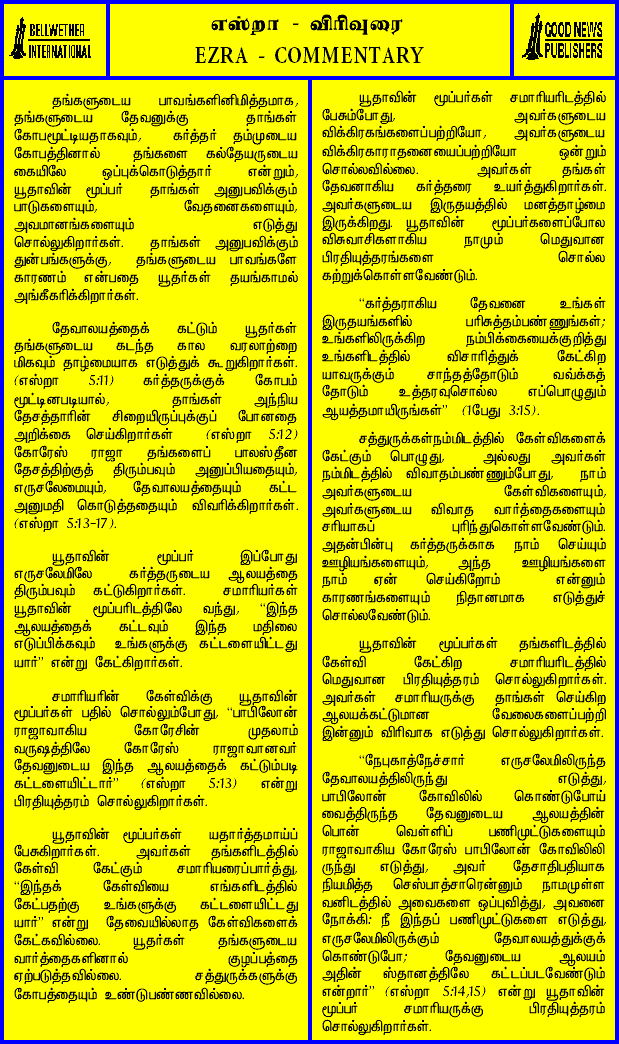 BELLWETHER
INTERNATIONAL
எஸ்றா - விரிவுரை
EZRA - COMMENTARY
GOOD NEWS
PUBLISHERS
தங்களுடைய பாவங்களினிமித்தமாக,
தங்களுடைய தேவனுக்கு தாங்கள்
கோபமூட்டியதாகவும், கர்த்தர் தம்முடைய
கோபத்தினால் தங்களை கல்தேயருடைய
கையிலே ஒப்புக்கொடுத்தார் என்றும்,
யூதாவின் மூப்பர் தாங்கள் அனுபவிக்கும்
பாடுகளையும், வேதனைகளையும்,
அவமானங்களையும் எடுத்து
சொல்லுகிறார்கள். தாங்கள் அனுபவிக்கும்
துன்பங்களுக்கு, தங்களுடைய பாவங்களே
காரணம் என்பதை யூதர்கள் தயங்காமல்
அங்கீகரிக்கிறார்கள்.
தேவாலயத்தைக் கட்டும் யூதர்கள்
தங்களுடைய கடந்த கால வரலாற்றை
மிகவும் தாழ்மையாக எடுத்துக் கூறுகிறார்கள்.
(எஸ்றா 5:11) கர்த்தருக்குக் கோபம்
மூட்டினபடியால், தாங்கள் அந்நிய
தேசத்தாரின் சிறையிருப்புக்குப் போனதை
அறிக்கை செய்கிறார்கள் (எஸ்றா 5:12)
கோரேஸ் ராஜா தங்களைப் பாலஸ்தீன
தேசத்திற்குத் திரும்பவும் அனுப்பியதையும்,
எருசலேமையும், தேவாலயத்தையும் கட்ட
அனுமதி கொடுத்ததையும் விவரிக்கிறார்கள்.
(எஸ்றா 5:13-17).
யூதாவின் மூப்பர் இப்போது
எருசலேமிலே கர்த்தருடைய ஆலயத்தை
திரும்பவும் கட்டுகிறார்கள். சமாரியர்கள்
யூதாவின் மூப்பரிடத்திலே வந்து, "இந்த
ஆலயத்தைக் கட்டவும் இந்த மதிலை
எடுப்பிக்கவும் உங்களுக்கு கட்டளையிட்டது
யார்" என்று கேட்கிறார்கள்.
சமாரியரின் கேள்விக்கு யூதாவின்
மூப்பர்கள் பதில் சொல்லும்போது, "பாபிலோன்
ராஜாவாகிய கோரேசின் முதலாம்
வருஷத்திலே கோரேஸ் ராஜாவானவர்
தேவனுடைய இந்த ஆலயத்தைக் கட்டும்படி
கட்டளையிட்டார்" (எஸ்றா 5:13) என்று
பிரதியுத்தரம் சொல்லுகிறார்கள்.
யூதாவின் மூப்பர்கள் யதார்த்தமாய்ப்
பேசுகிறார்கள். அவர்கள் தங்களிடத்தில்
கேள்வி கேட்கும் சமாரியரைப்பார்த்து,
"இந்தக் கேள்வியை எங்களிடத்தில்
கேட்பதற்கு உங்களுக்கு கட்டளையிட்டது
யார்" என்று தேவையில்லாத கேள்விகளைக்
கேட்கவில்லை. யூதர்கள் தங்களுடைய
வார்த்தைகளினால் குழப்பத்தை
ஏற்படுத்தவில்லை. சத்துருக்களுக்கு
கோபத்தையும் உண்டுபண்ணவில்லை.
யூதாவின் மூப்பர்கள் சமாரியரிடத்தில்
பேசும்போது, அவர்களுடைய
விக்கிரகங்களைப்பற்றியோ, அவர்களுடைய
விக்கிரகாராதனையைப்பற்றியோ ஒன்றும்
சொல்லவில்லை. அவர்கள் தங்கள்
தேவனாகிய கர்த்தரை உயர்த்துகிறார்கள்.
அவர்களுடைய இருதயத்தில் மனத்தாழ்மை
இருக்கிறது. யூதாவின் மூப்பர்களைப்போல
விசுவாசிகளாகிய நாமும் மெதுவான
பிரதியுத்தரங்களை சொல்ல
கற்றுக்கொள்ளவேண்டும்.
"கர்த்தராகிய தேவனை உங்கள்
இருதயங்களில் பரிசுத்தம்பண்ணுங்கள்;
உங்களிலிருக்கிற நம்பிக்கையைக்குறித்து
உங்களிடத்தில் விசாரித்துக் கேட்கிற
யாவருக்கும் சாந்தத்தோடும் வவ்க்கத்
தோடும் உத்தரவுசொல்ல எப்பொழுதும்
ஆயத்தமாயிருங்கள்" (1பேது 3:15).
சத்துருக்கள்நம்மிடத்தில் கேள்விகளைக்
கேட்கும் பொழுது, அல்லது அவர்கள்
நம்மிடத்தில் விவாதம்பண்ணும்போது, நாம்
அவர்களுடைய கேள்விகளையும்,
அவர்களுடைய விவாத வார்த்தைகளையும்
சரியாகப் புரிந்துகொள்ளவேண்டும்.
அதன்பின்பு கர்த்தருக்காக நாம் செய்யும்
ஊழியங்களையும், அந்த ஊழியங்களை
நாம் ஏன் செய்கிறோம் என்னும்
காரணங்களையும் நிதானமாக எடுத்துச்
சொல்லவேண்டும்.
யூதாவின் மூப்பர்கள் தங்களிடத்தில்
கேள்வி கேட்கிற சமாரியரிடத்தில்
மெதுவான பிரதியுத்தரம் சொல்லுகிறார்கள்.
அவர்கள் சமாரியருக்கு தாங்கள் செய்கிற
ஆலயக்கட்டுமான வேலைகளைப்பற்றி
இன்னும் விரிவாக எடுத்து சொல்லுகிறார்கள்.
"நேபுகாத்நேச்சார் எருசலேமிலிருந்த
தேவாலயத்திலிருந்து எடுத்து,
பாபிலோன் கோவிலில் கொண்டுபோய்
வைத்திருந்த தேவனுடைய ஆலயத்தின்
பொன் வெள்ளிப் பணிமுட்டுகளையும்
ராஜாவாகிய கோரேஸ் பாபிலோன் கோவிலிலி
ருந்து எடுத்து, அவர் தேசாதிபதியாக
நியமித்த செஸ்பாத்சாரென்னும் நாமமுள்ள
வனிடத்தில் அவைகளை ஒப்புவித்து, அவனை
நோக்கி: நீ இந்தப் பணிமுட்டுகளை எடுத்து,
எருசலேமிலிருக்கும் தேவாலயத்துக்குக்
கொண்டுபோ; தேவனுடைய ஆலயம்
அதின் ஸ்தானத்திலே கட்டப்படவேண்டும்
என்றார்" (எஸ்றா 5:14,15) என்று யூதாவின்
மூப்பர் சமாரியருக்கு பிரதியுத்தரம்
சொல்லுகிறார்கள்.